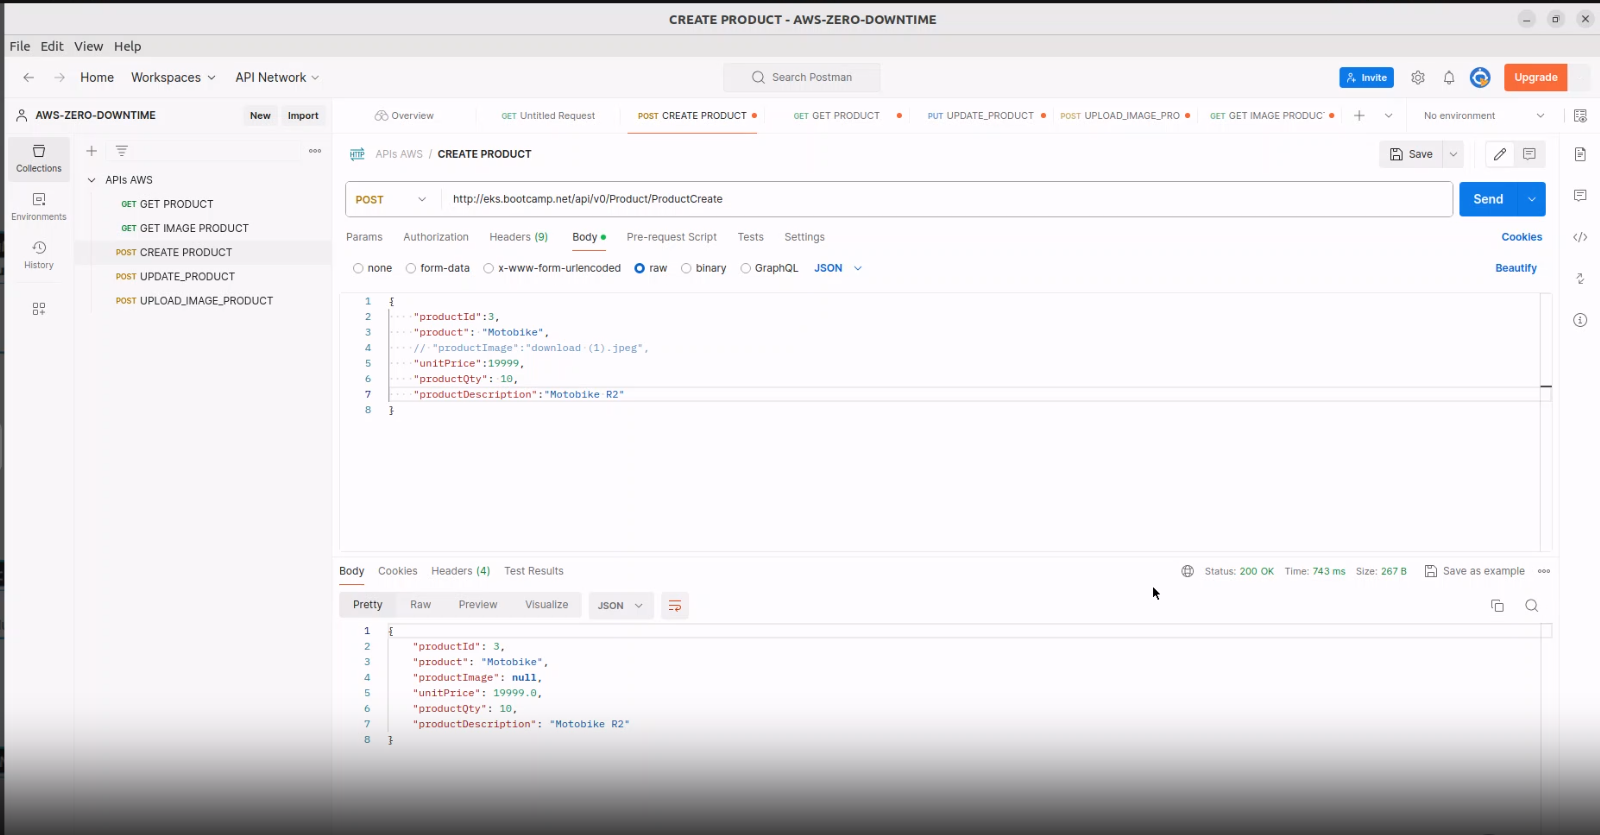 CREATE PRODUCT - AWS-ZERO-DOWNTIME
File Edit View Help
Home Workspaces API Network Search Postman Invite Upgrade
AWS-ZERO-DOWNTIME New Import Overview GET Untitled Request POST CREATE PRODUCT GET GET PRODUCT PUT UPDATE_PRODUCT POST UPLOAD_IMAGE_PRO GET GET IMAGE PRODUCT No environment
Collections
Environments
History
APIs AWS
GET GET PRODUCT
GET GET IMAGE PRODUCT
POST CREATE PRODUCT
POST UPDATE_PRODUCT
POST UPLOAD_IMAGE_PRODUCT
HTTP APIs AWS / CREATE PRODUCT Save
POST http://eks.bootcamp.net/api/v0/Product/ProductCreate Send
Params Authorization Headers (9) Body Pre-request Script Tests Settings Cookies
none form-data x-www-form-urlencoded raw binary GraphQL JSON Beautify
1 {
2 "productId":3,
3 "product": "Motobike",
4 // "productImage":"download (1).jpeg",
5 "unitPrice":19999,
6 "productQty": 10,
7 "productDescription":"Motobike R2"
8 }
Body Cookies Headers (4) Test Results Status: 200 OK Time: 743 ms Size: 267 B Save as example
Pretty Raw Preview Visualize JSON
1 {
2 "productId": 3,
3 "product": "Motobike",
4 "productImage": null,
5 "unitPrice": 19999.0,
6 "productQty": 10,
7 "productDescription": "Motobike R2"
8 }